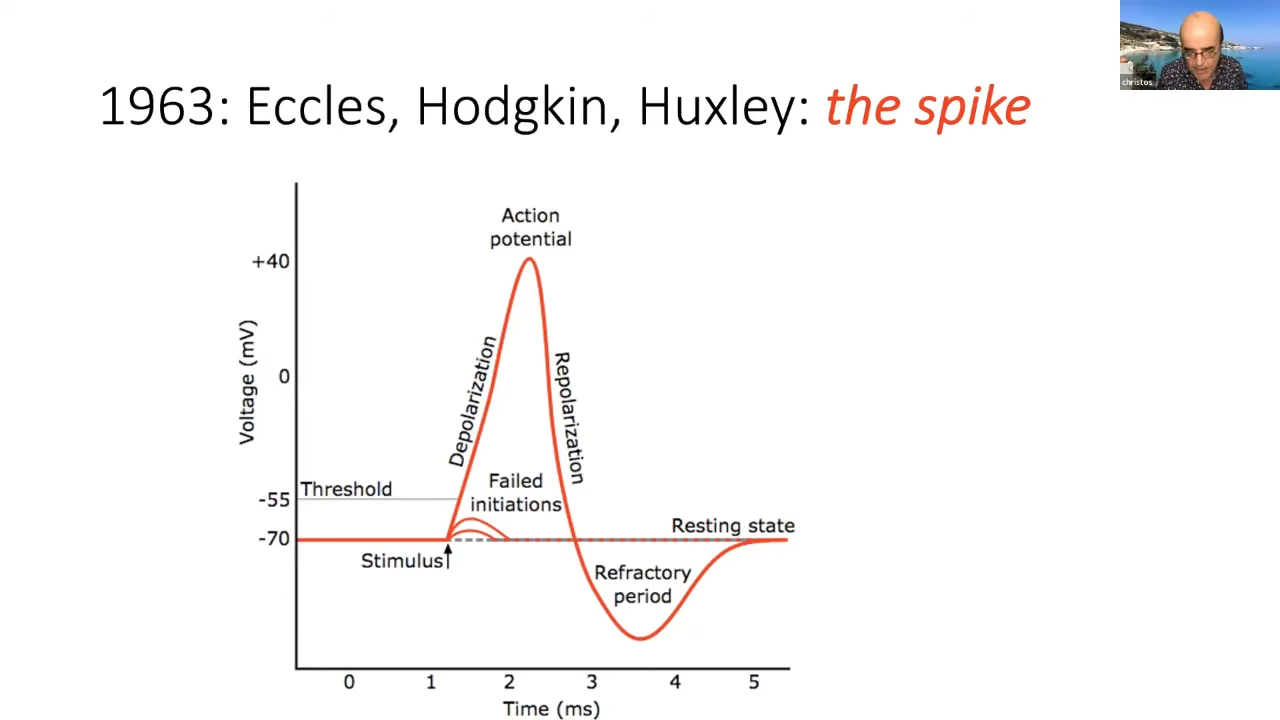 christos
1963: Eccles, Hodgkin, Huxley: the spike
Action
potential
+40
Voltage (mV)
0
Depolarization
Repolarization
Failed
initiations
-55
Threshold
-70
Resting state
Stimulus
Refractory
period
0 1 2 3 4 5
Time (ms)